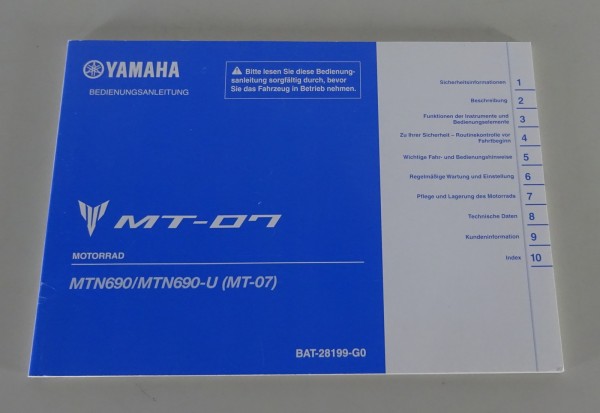 YAMAHA
BEDIENUNGSANLEITUNG
Bitte lesen Sie diese Bedienung-
sanleitung sorgfältig durch, bevor
Sie das Fahrzeug in Betrieb nehmen.
MT-07
MOTORRAD
MTN690/MTN690-U (MT-07)
BAT-28199-G0
Sicherheitsinformationen 1
Beschreibung 2
Funktionen der Instrumente und
Bedienungselemente 3
Zu Ihrer Sicherheit – Routinekontrolle vor
Fahrtbeginn 4
Wichtige Fahr- und Bedienungshinweise 5
Regelmäßige Wartung und Einstellung 6
Pflege und Lagerung des Motorrads 7
Technische Daten 8
Kundeninformation 9
Index 10